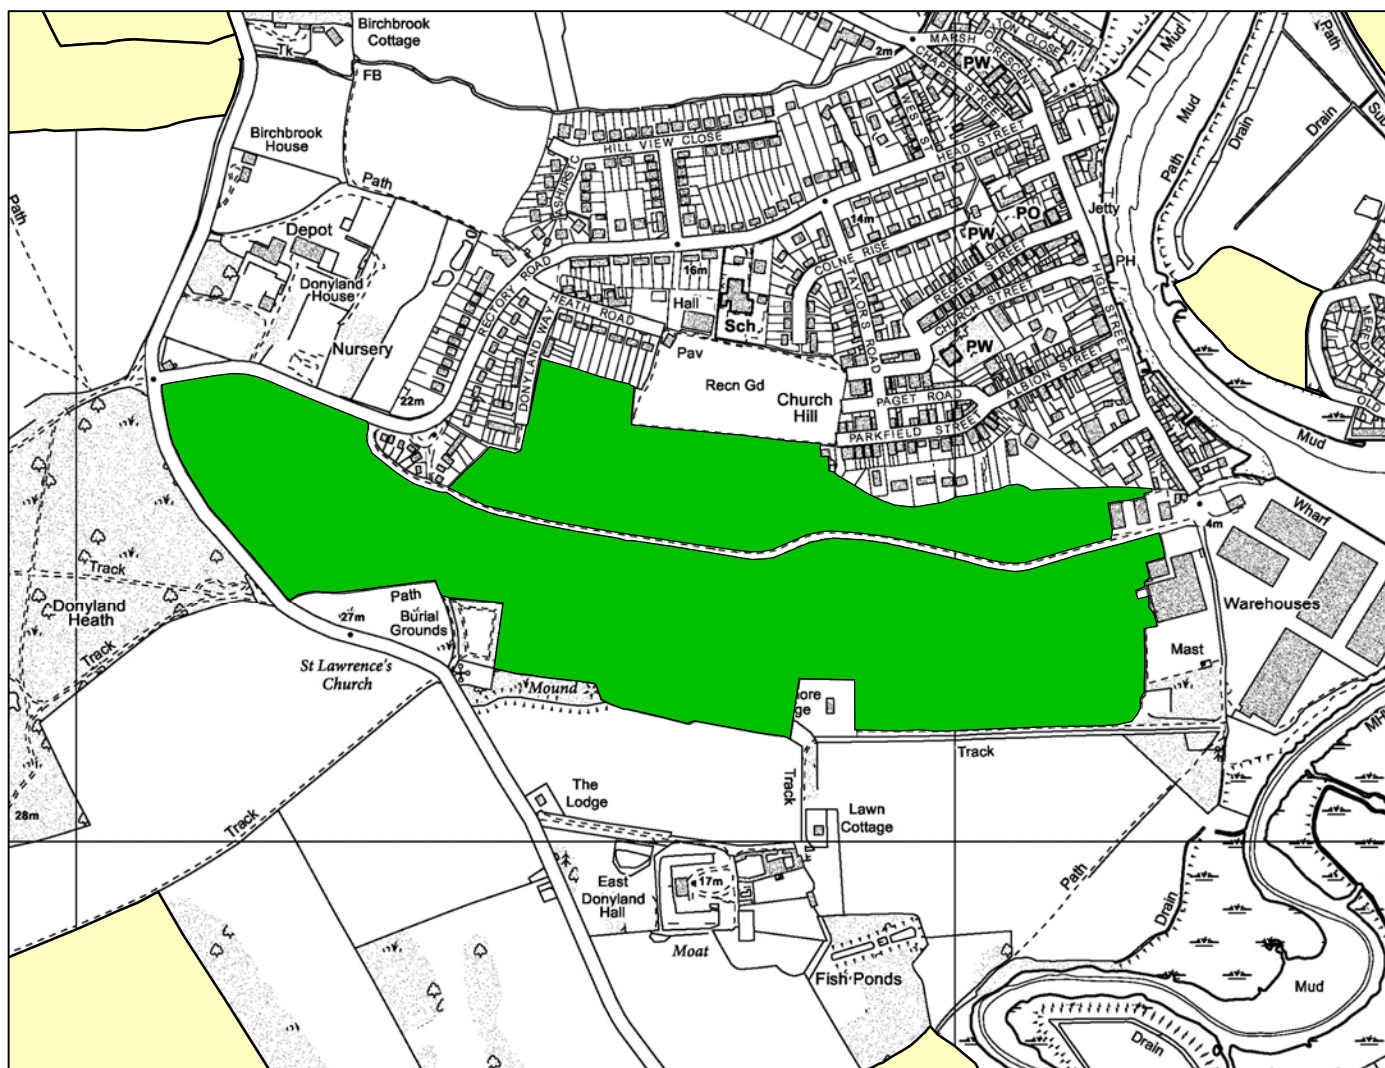 Birchbrook
Cottage
Tk
FB
2m
MARSH
CRESCENT
TON CLOSE
PW
CHAPEL STREET
WEST ST
HEAD STREET
Mud
Path
Mud
Path
Drain
Drain
Birchbrook
House
HILL VIEW CLOSE
Path
Path
Depot
Donyland
House
Nursery
RECTORY ROAD
16m
14m
COLNE RISE
PO
PW
Jetty
PH
REGENT STREET
CHURCH STREET
HIGH STREET
TAYLORS ROAD
HEATH ROAD
Hall
Sch
Pav
DONYLAND WAY
Recn Gd
Church
Hill
PW
PAGET ROAD
ALBION STREET
PARKFIELD STREET
22m
OLD
Mud
Wharf
4m
Warehouses
Mast
Track
Donyland
Heath
Track
Path
27m
Burial
Grounds
St Lawrence's
Church
Mound
Track
Track
The
Lodge
Lawn
Cottage
28m
Track
Path
East
Donyland
Hall
17m
Moat
Fish Ponds
Drain
Mud
Drain